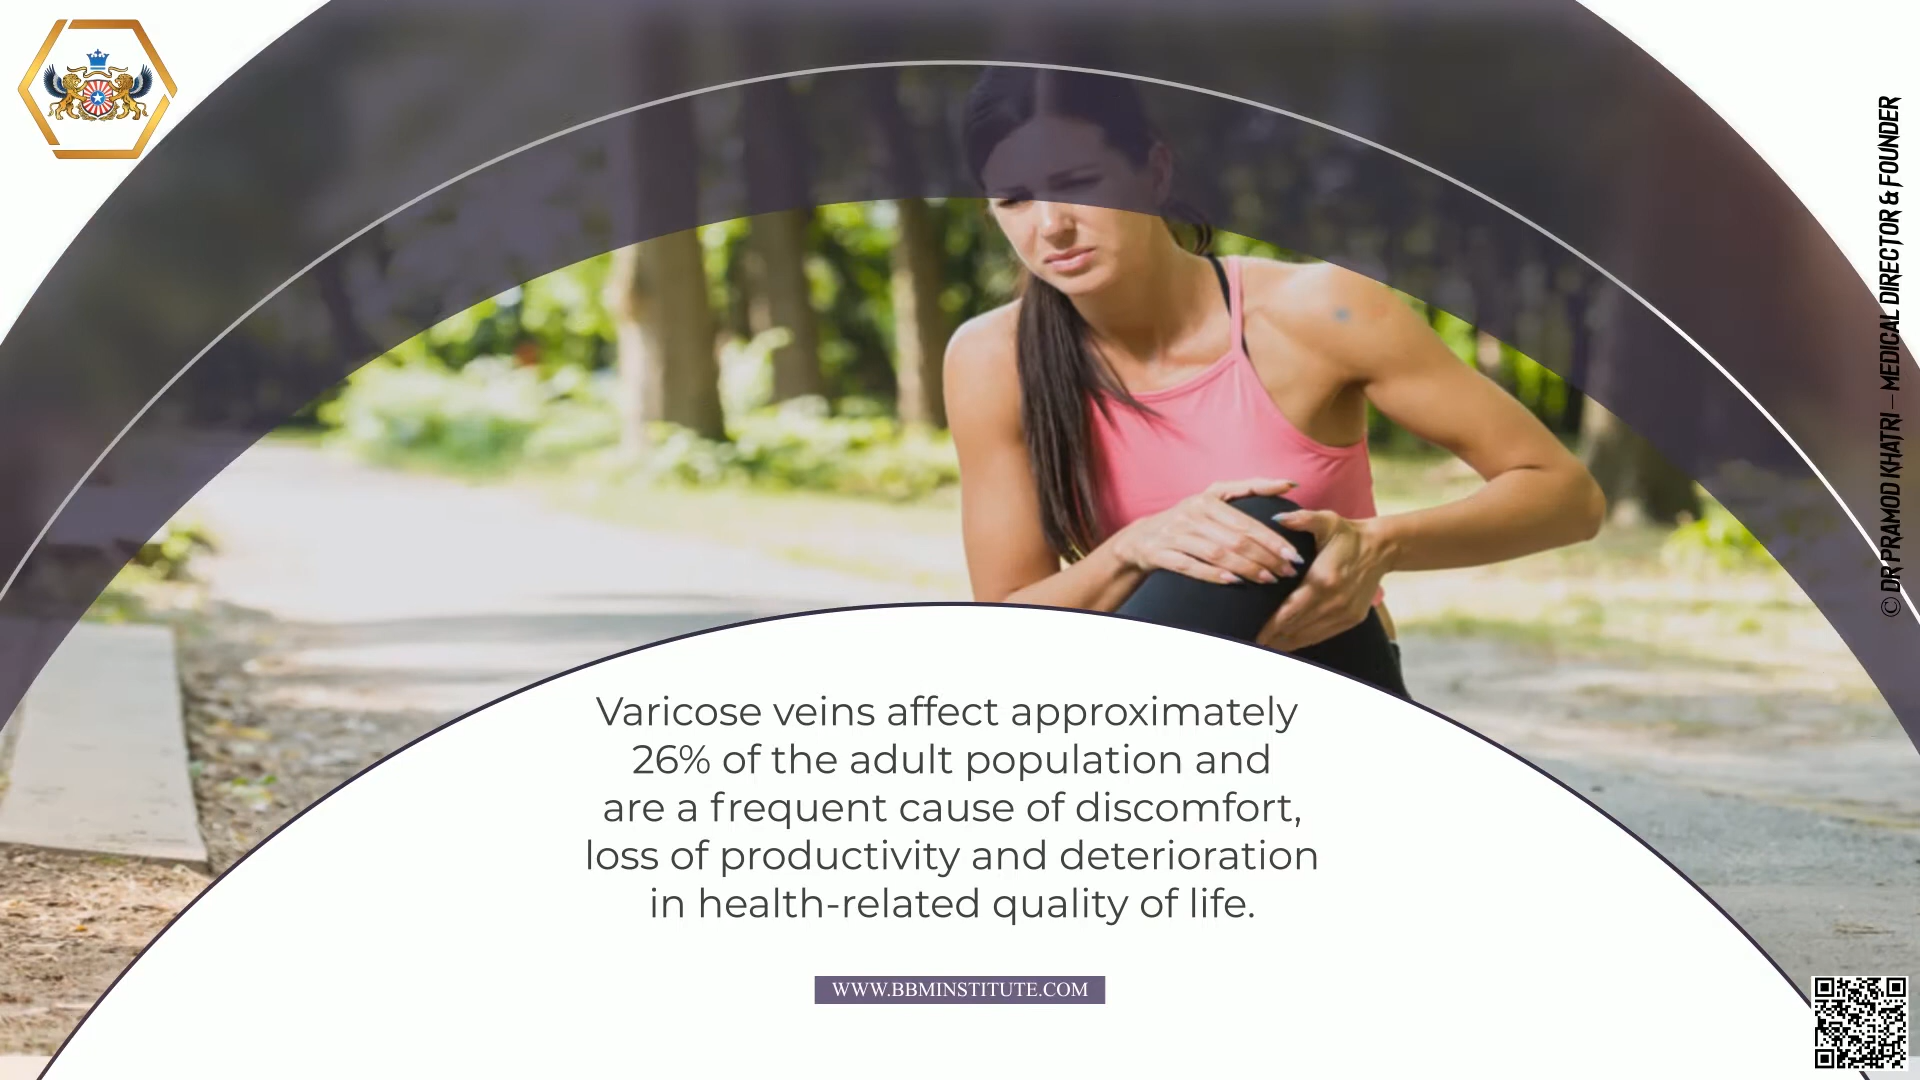 Varicose veins affect approximately
26% of the adult population and
are a frequent cause of discomfort,
loss of productivity and deterioration
in health-related quality of life.
WWW.BBMINSTITUTE.COM
© DR PRAMOD KHATRI – MEDICAL DIRECTOR & FOUNDER